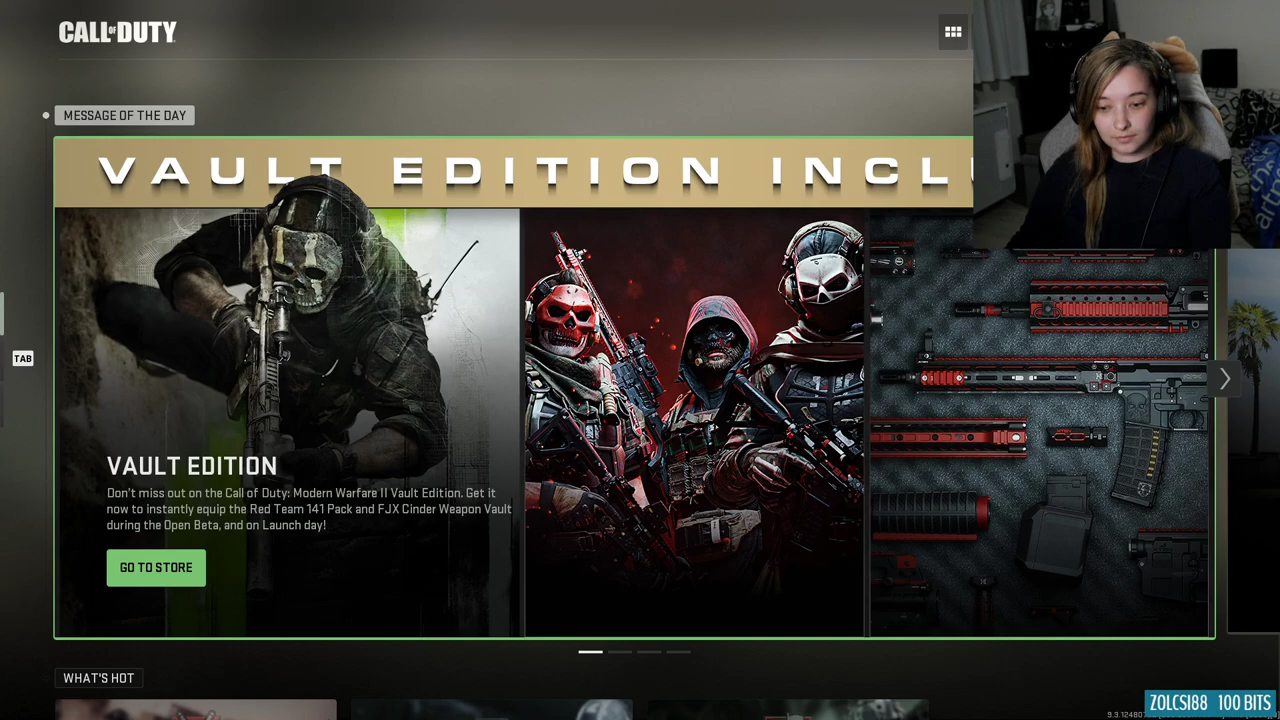 CALL OF DUTY
MESSAGE OF THE DAY
VAULT EDITION
TAB
VAULT EDITION
Don't miss out on the Call of Duty: Modern Warfare II Vault Edition. Get it
now to instantly equip the Red Team 141 Pack and FJX Cinder Weapon Vault
during the Open Beta, and on Launch day!
GO TO STORE
WHAT'S HOT
ZOLCSI88 100 BITS